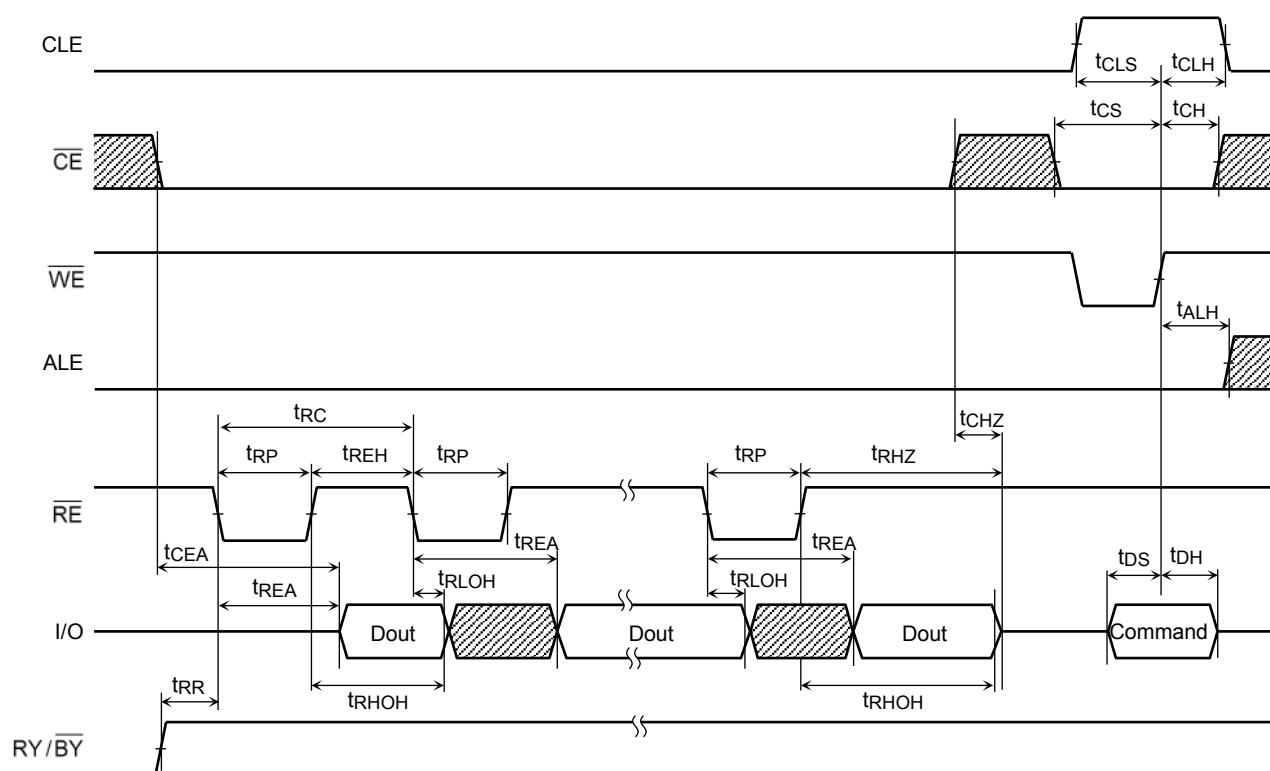 CLE
tCLS tCLH
tCS tCH
CE
WE
tALH
ALE
tRC
tCHZ
tRP tREH tRP tRP tRHZ
RE
tCEA tREA tREA
tDS tDH
tREA tRLOH tRLOH
I/O Dout Dout Dout Command
tRR tRHOH tRHOH
RY/BY